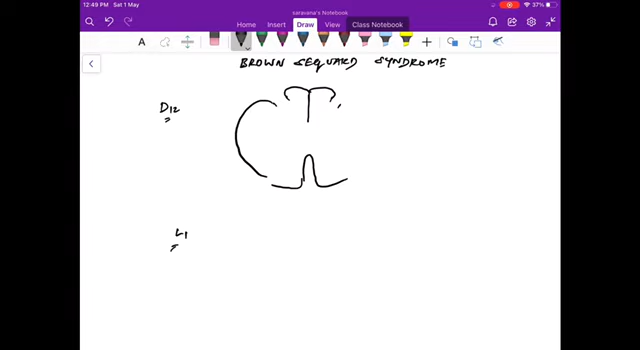 12:49 PM Sat 1 May
37%
saravana's Notebook
Home Insert Draw View Class Notebook
A
BROWN SEQUARD SYNDROME
D12
L1